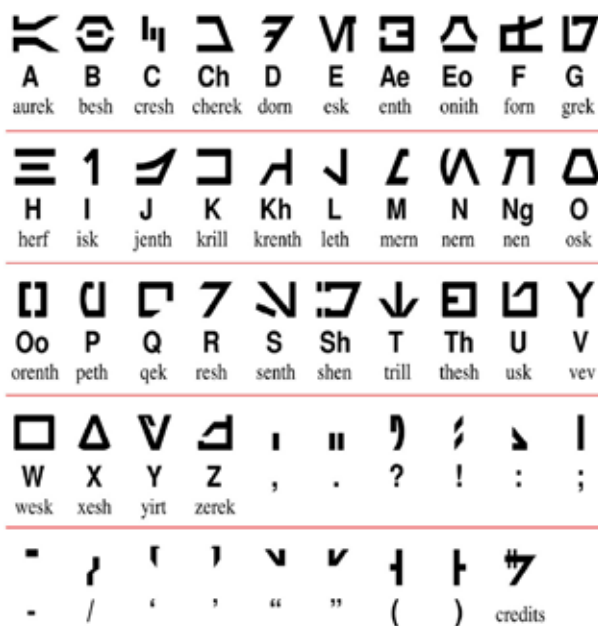 A B C Ch D E Ae Eo F G
aurek besh cresh cherek dorn esk enth onith forn grek
H I J K Kh L M N Ng O
herf isk jenth krill krenth leth mern nern nen osk
Oo P Q R S Sh T Th U V
orenth peth qek resh senth shen trill thesh usk vev
W X Y Z , . ? ! : ;
wesk xesh yirt zerek
- / ‘ ’ “ ” ( ) credits